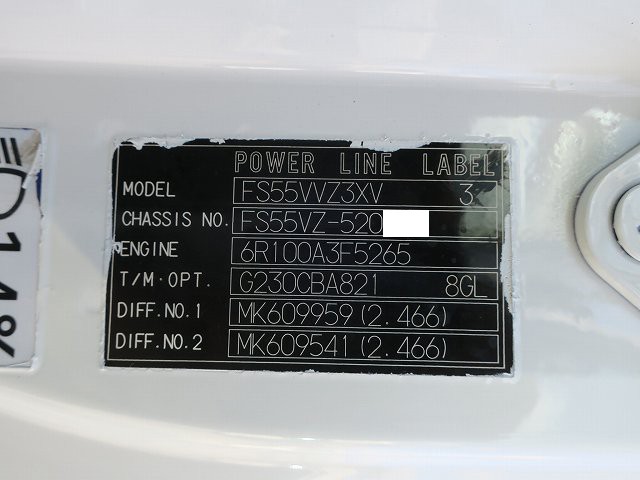 POWER LINE LABEL
MODEL FS55VVZ3XV 3
CHASSIS NO. FS55VZ-520
ENGINE 6R100A3F5265
T/M·OPT. G230CBA821 8GL
DIFF.NO.1 MK609959(2.466)
DIFF.NO.2 MK609541(2.466)
14%